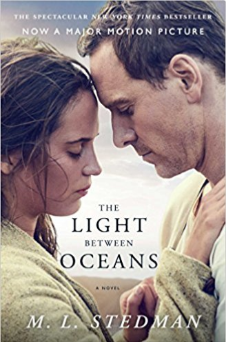 THE SPECTACULAR NEW YORK TIMES BESTSELLER
NOW A MAJOR MOTION PICTURE
THE
LIGHT
BETWEEN
OCEANS
A NOVEL
M. L. STEDMAN